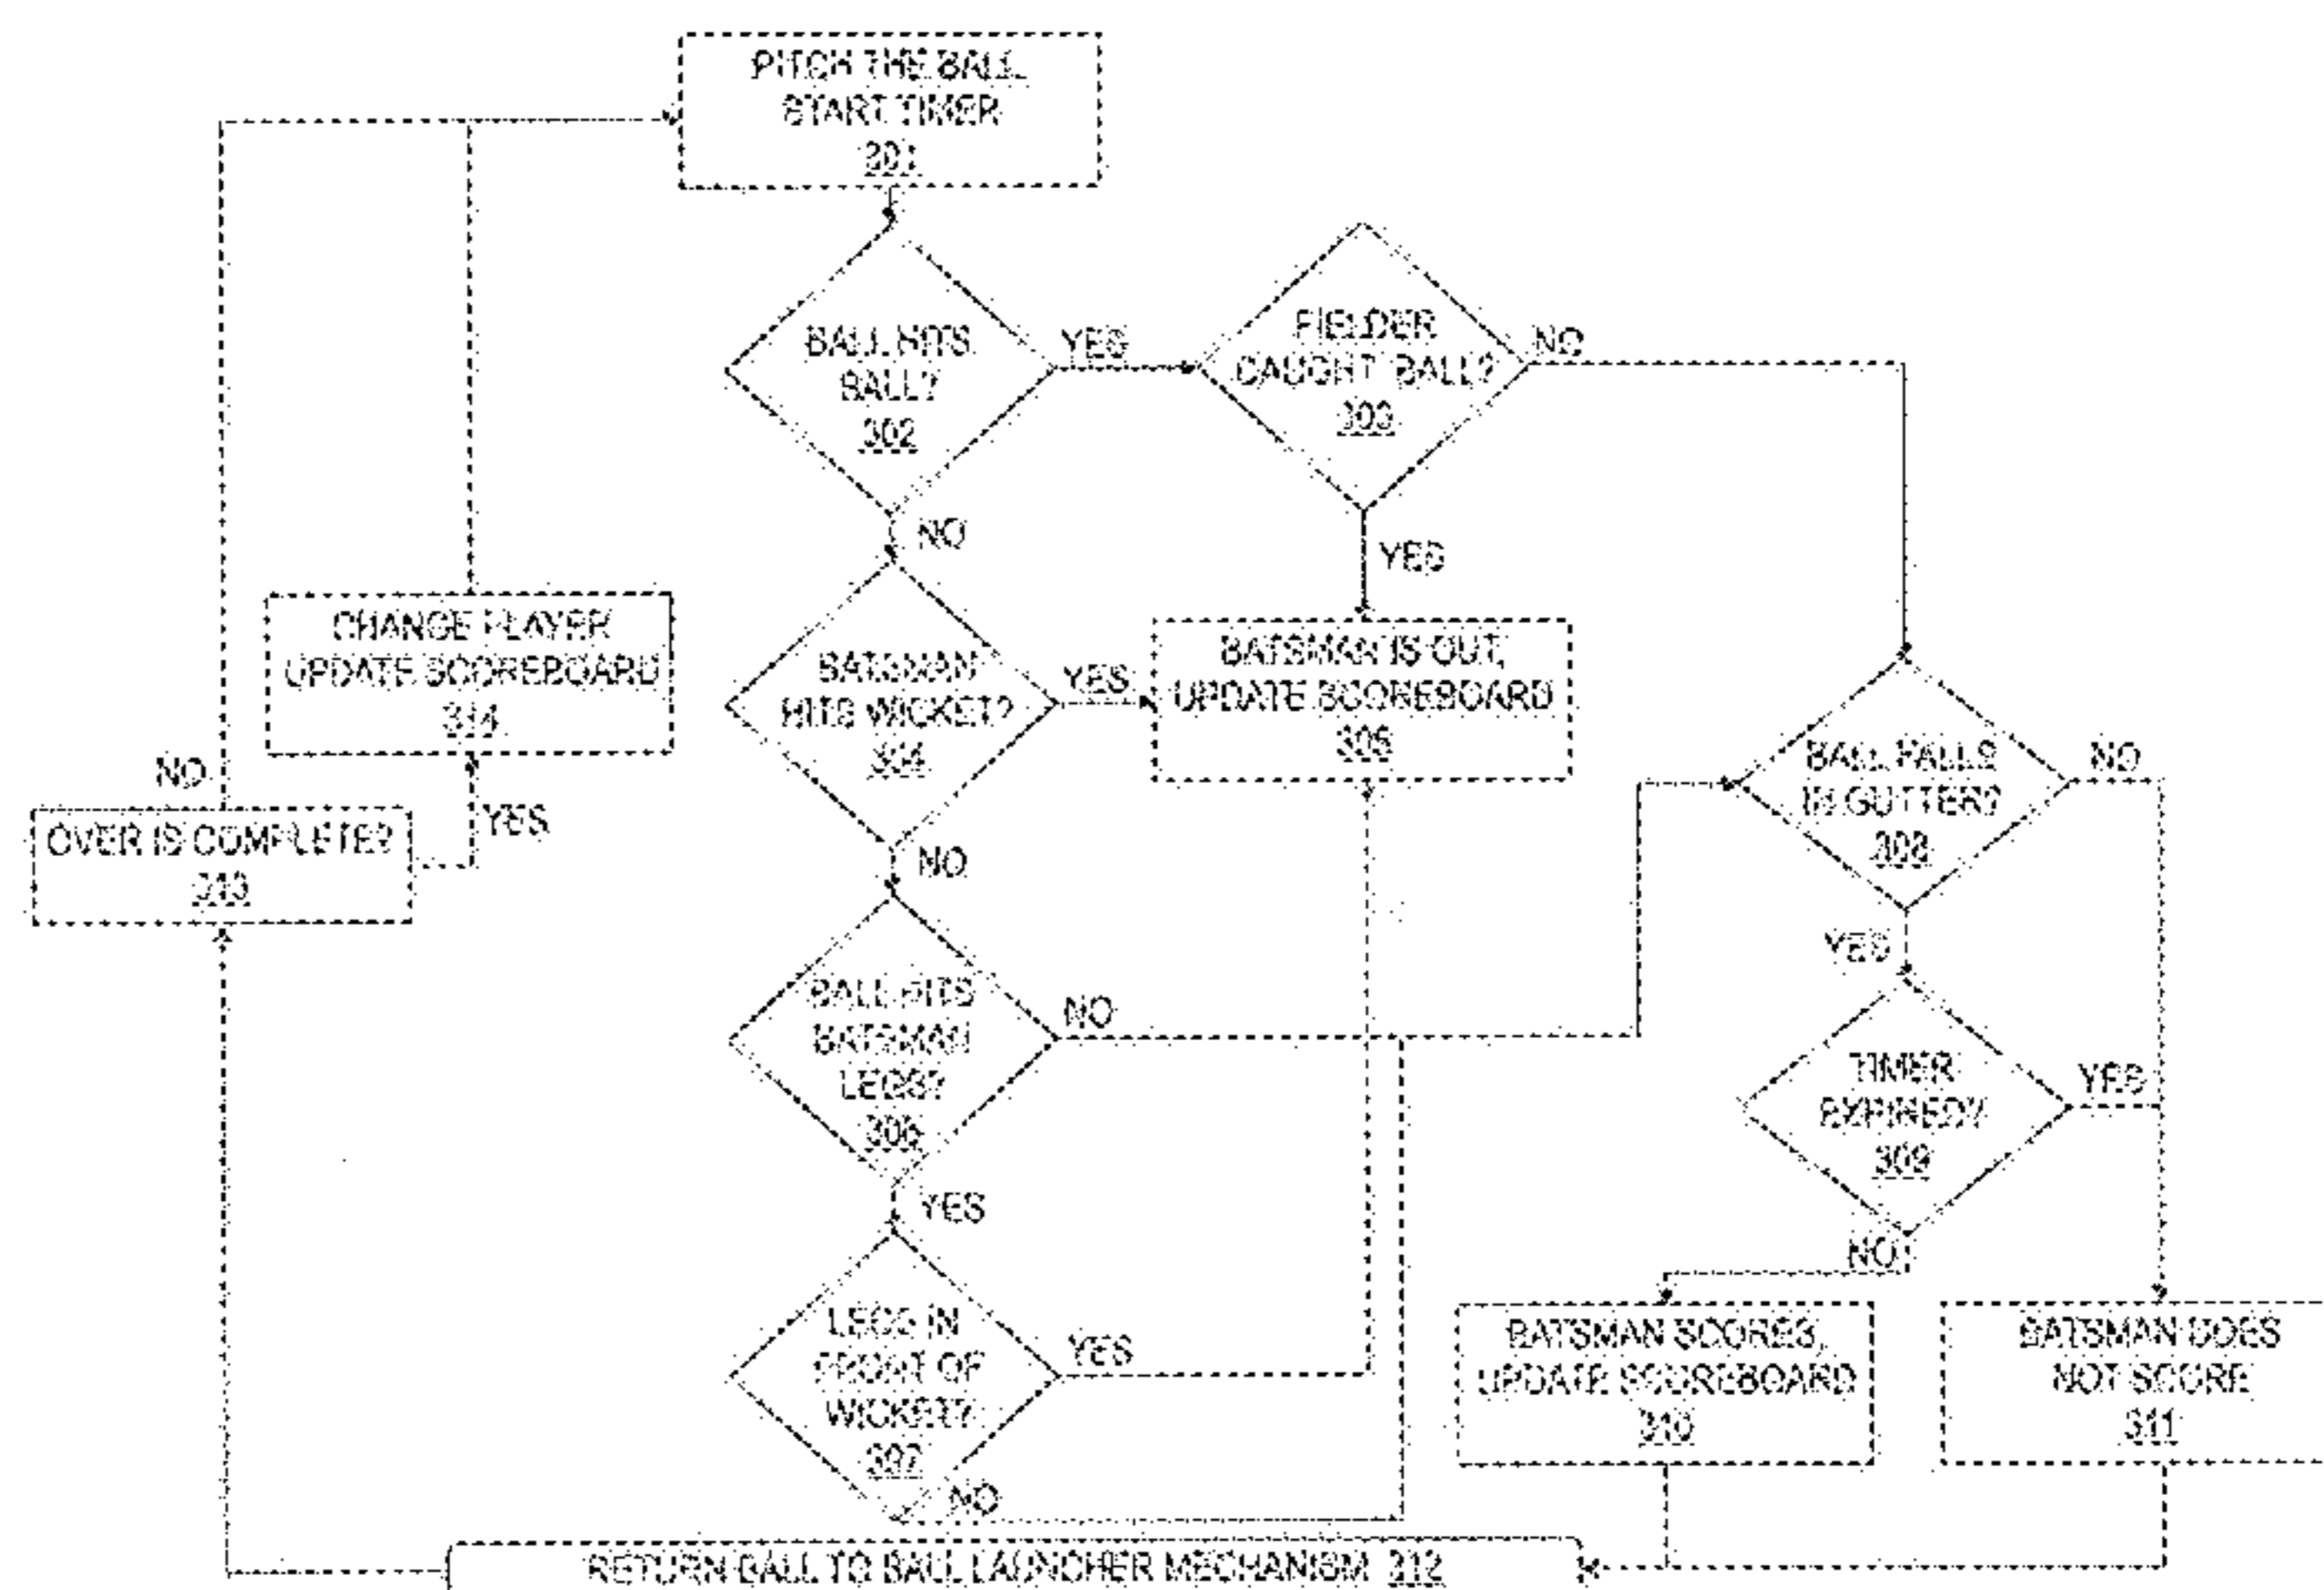 PITCH THE BALL,
START TIMER
301
BALL HITS
BALL?
302
YES
NO
FIELDER
CAUGHT BALL?
303
NO
YES
CHANGE PLAYER
UPDATE SCOREBOARD
314
BATSMAN
HITS WICKET?
304
YES
NO
BATSMAN IS OUT,
UPDATE SCOREBOARD
305
BALL FALLS
IN GUTTER?
308
NO
YES
NO
OVER IS COMPLETE?
313
YES
BALL HITS
BATSMAN
LEGS?
306
NO
YES
TIMER
EXPIRED?
309
YES
NO
LEGS IN
FRONT OF
WICKET?
307
YES
NO
BATSMAN SCORES,
UPDATE SCOREBOARD
310
BATSMAN DOES
NOT SCORE
311
RETURN BALL TO BALL LAUNCHER MECHANISM 312